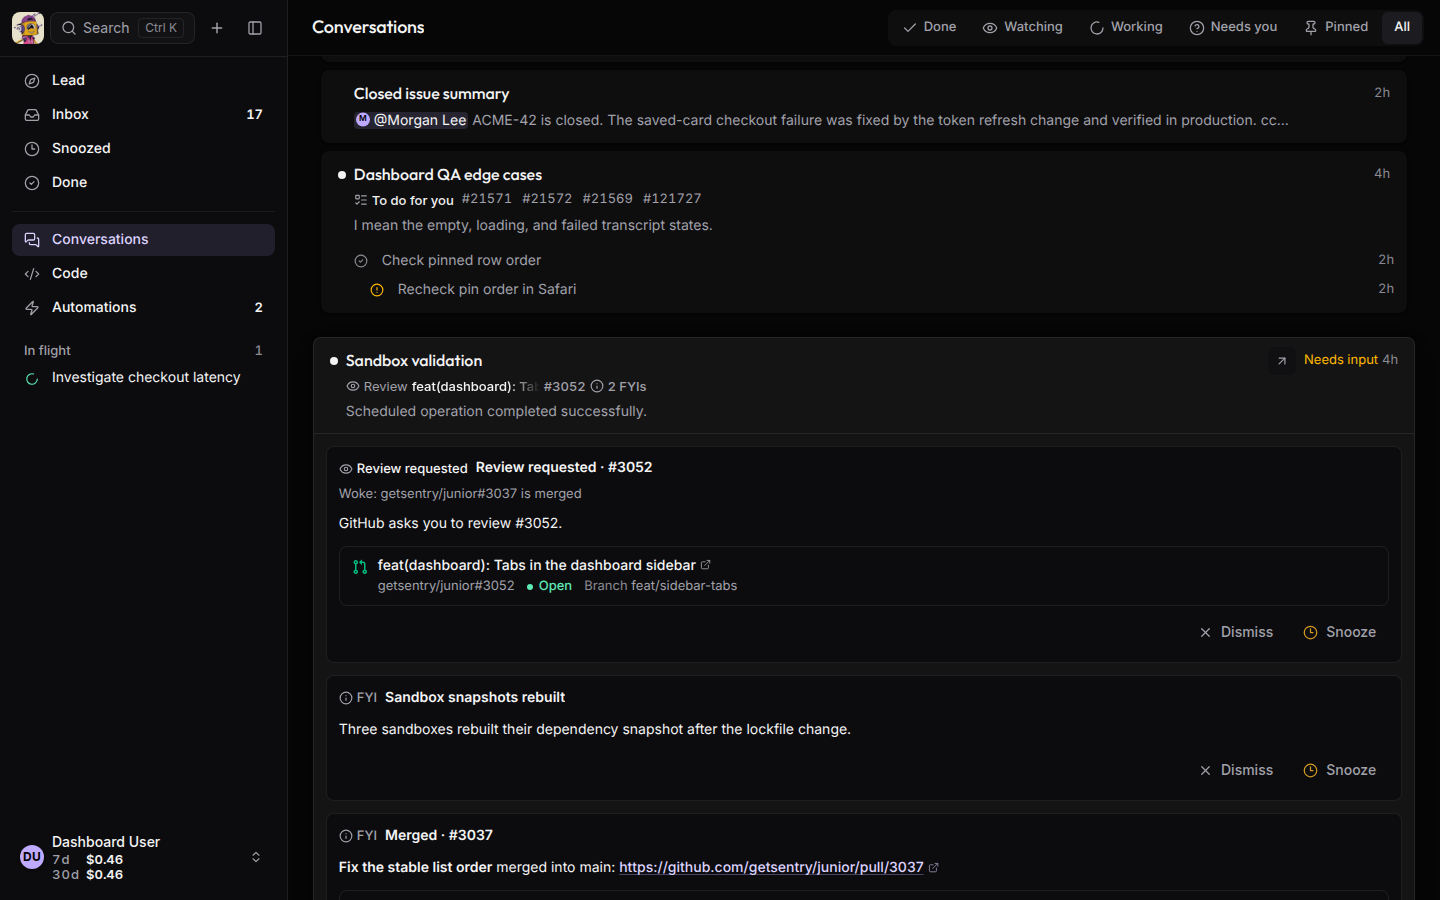 Search Ctrl K
Lead
Inbox 17
Snoozed
Done
Conversations
Code
Automations 2
In flight 1
Investigate checkout latency
DU Dashboard User
7d $0.46
30d $0.46
Conversations
Done Watching Working Needs you Pinned All
Closed issue summary 2h
M @Morgan Lee ACME-42 is closed. The saved-card checkout failure was fixed by the token refresh change and verified in production. cc...
Dashboard QA edge cases 4h
To do for you #21571 #21572 #21569 #121727
I mean the empty, loading, and failed transcript states.
Check pinned row order 2h
Recheck pin order in Safari 2h
Sandbox validation Needs input 4h
Review feat(dashboard): Tab #3052 2 FYIs
Scheduled operation completed successfully.
Review requested Review requested · #3052
Woke: getsentry/junior#3037 is merged
GitHub asks you to review #3052.
feat(dashboard): Tabs in the dashboard sidebar
getsentry/junior#3052 Open Branch feat/sidebar-tabs
Dismiss Snooze
FYI Sandbox snapshots rebuilt
Three sandboxes rebuilt their dependency snapshot after the lockfile change.
Dismiss Snooze
FYI Merged · #3037
Fix the stable list order merged into main: https://github.com/getsentry/junior/pull/3037